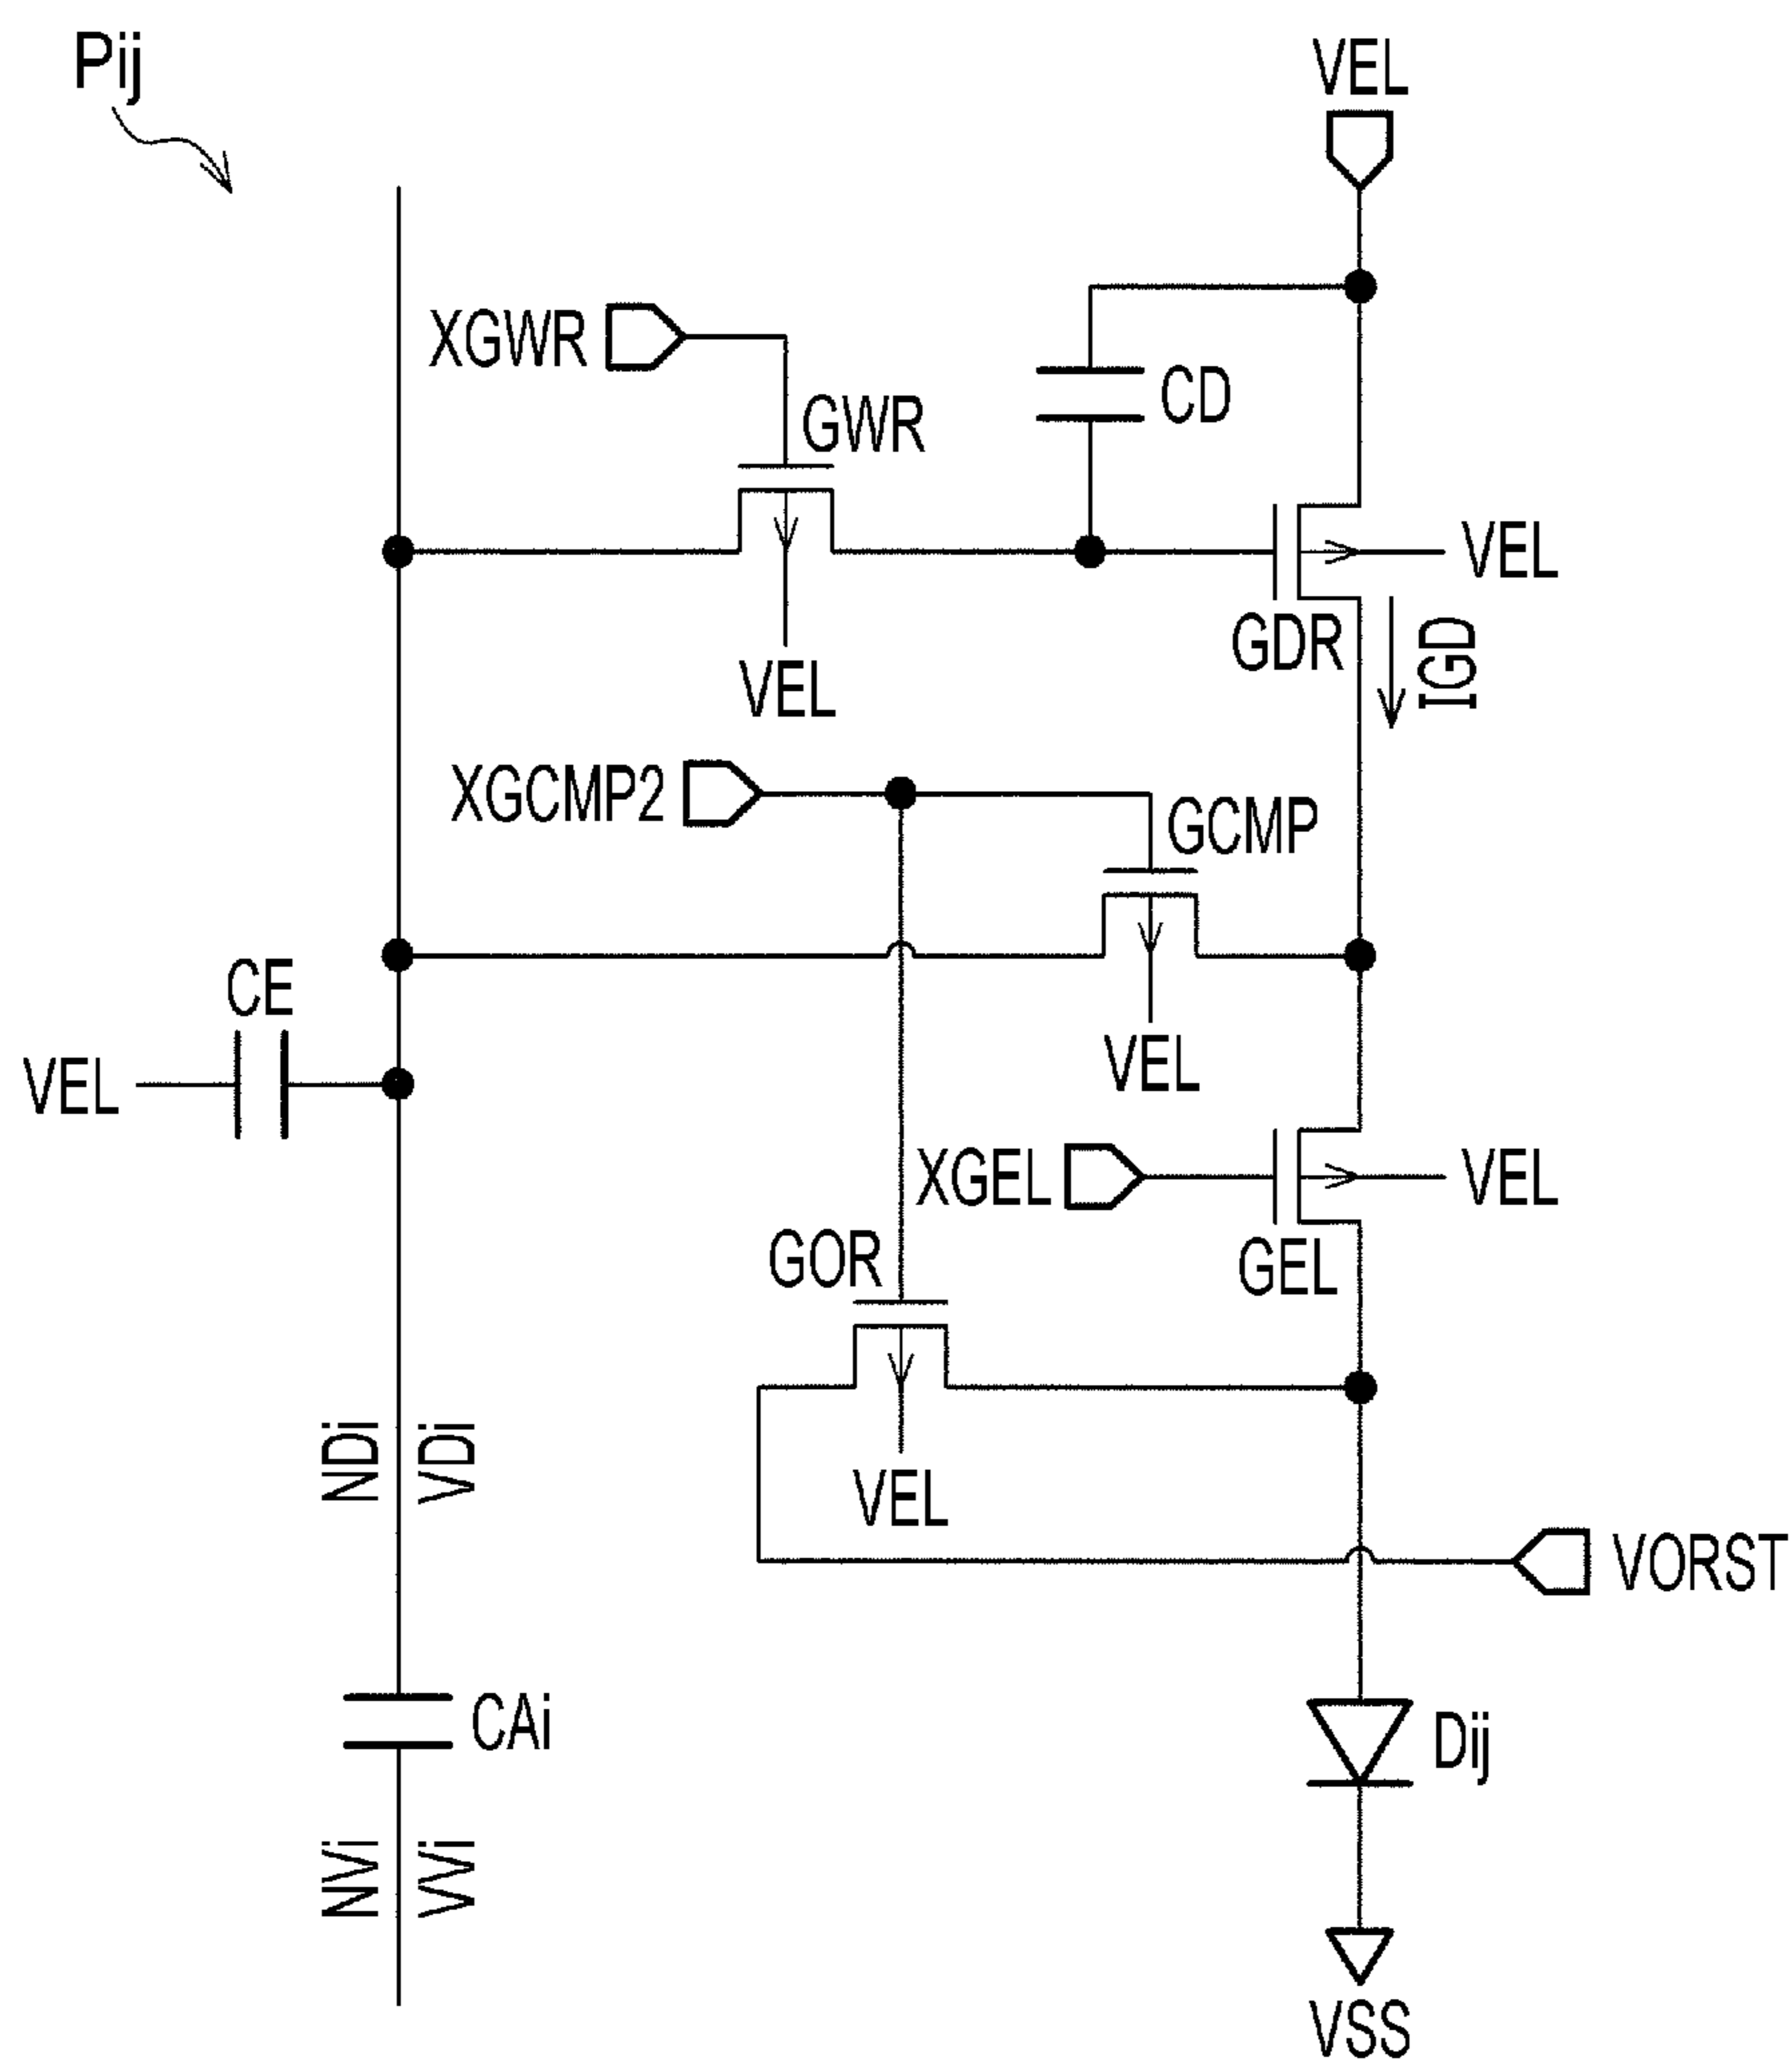 Pij
VEL
XGWR
GWR
CD
VEL
GDR
IGD
VEL
XGCMP2
GCMP
CE
VEL
VEL
XGEL
VEL
GEL
GOR
NDi
VDi
VEL
VORST
CAi
Dij
NVi
VVi
VSS